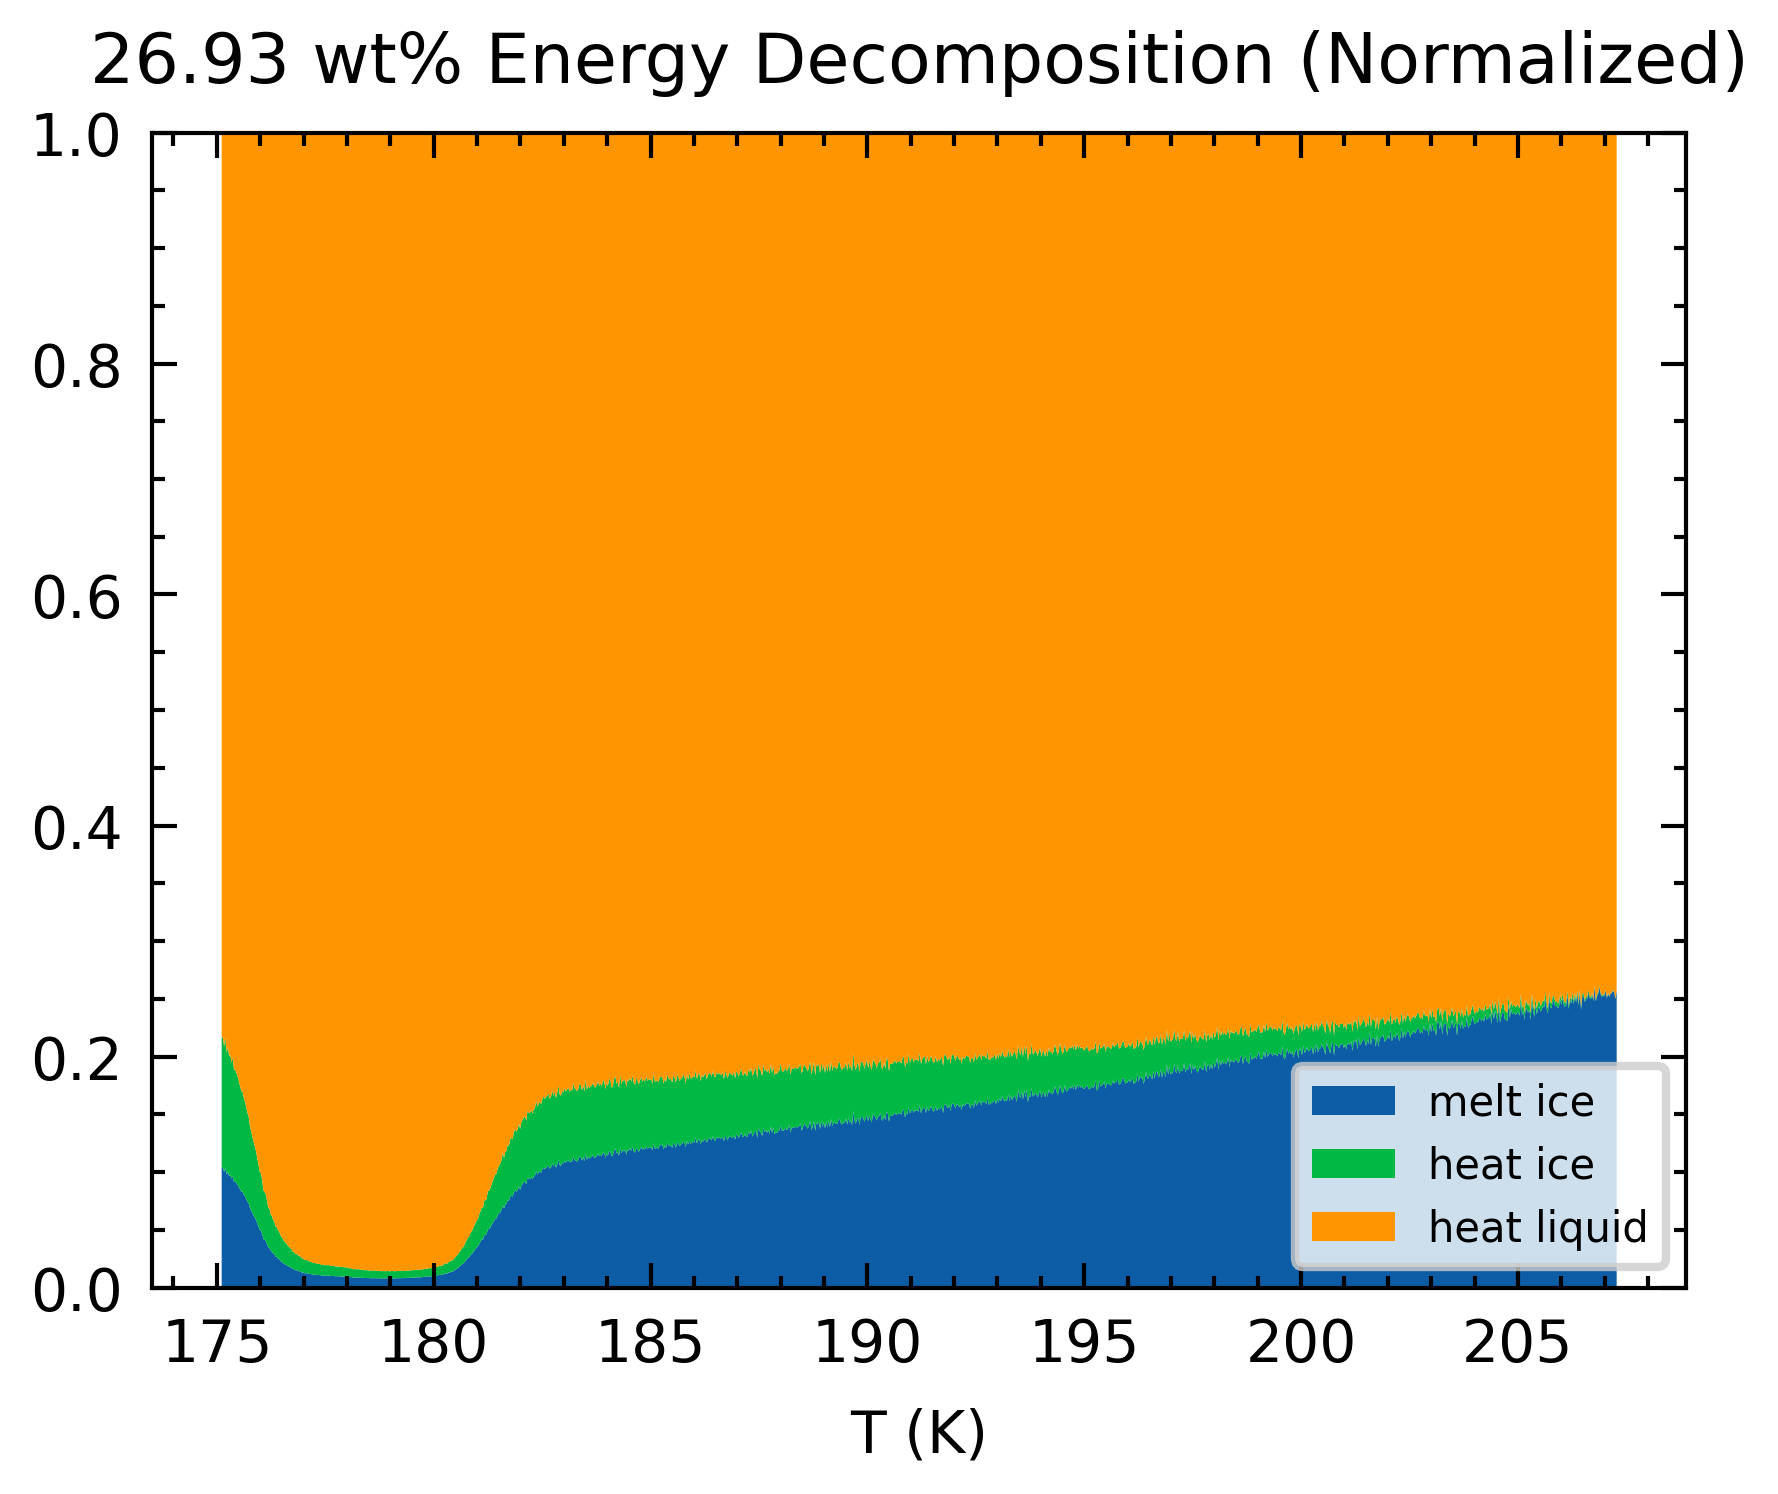 26.93 wt% Energy Decomposition (Normalized)
1.0
0.8
0.6
0.4
0.2
0.0
melt ice
heat ice
heat liquid
175 180 185 190 195 200 205
T (K)